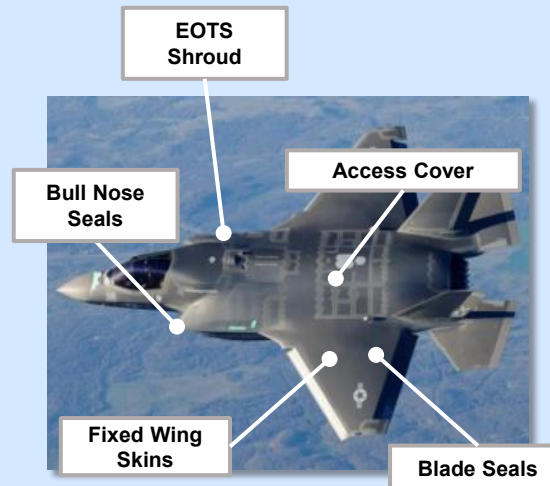 EOTS
Shroud
Access Cover
Bull Nose
Seals
Fixed Wing
Skins
Blade Seals